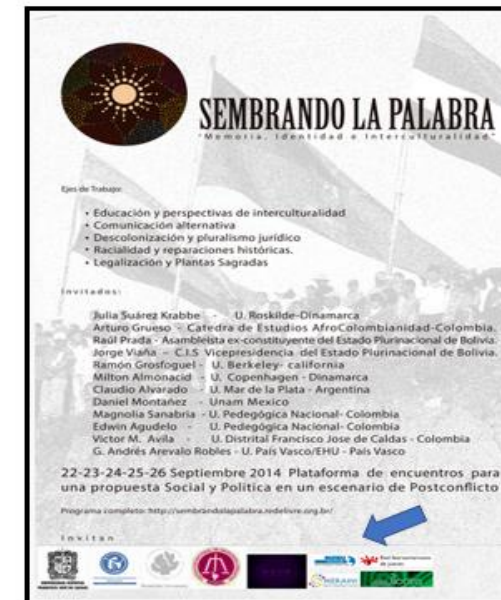 SEMBRANDO LA PALABRA
"Memoria, Identidad e Interculturalidad"
Ejes de Trabajo:
• Educación y perspectivas de interculturalidad
• Comunicación alternativa
• Descolonización y pluralismo jurídico
• Racialidad y reparaciones históricas.
• Legalización y Plantas Sagradas
Invitados:
Julia Suárez Krabbe - U. Roskilde-Dinamarca
Arturo Grueso - Catedra de Estudios AfroColombianidad-Colombia.
Raúl Prada - Asambleista ex-constituyente del Estado Plurinacional de Bolivia.
Jorge Viaña - C.I.S Vicepresidencia del Estado Plurinacional de Bolivia.
Ramón Grosfoguel - U. Berkeley- california
Milton Almonacid - U. Copenhagen - Dinamarca
Claudio Alvarado - U. Mar de la Plata - Argentina
Daniel Montañez - Unam Mexico
Magnolia Sanabria - U. Pedegógica Nacional- Colombia
Edwin Agudelo - U. Pedegógica Nacional- Colombia
Victor M. Avila - U. Distrital Francisco Jose de Caldas - Colombia
G. Andrés Arevalo Robles - U. País Vasco/EHU - País Vasco
22-23-24-25-26 Septiembre 2014 Plataforma de encuentros para
una propuesta Social y Política en un escenario de Postconflicto
Programa completo: http://sembrandolapalabra.redelivre.org.br/
Invitan